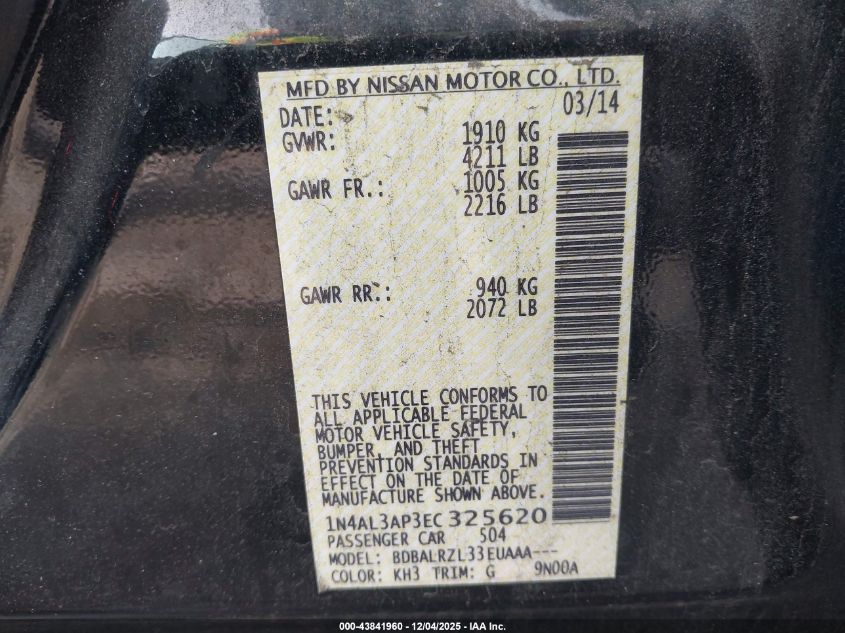 MFD BY NISSAN MOTOR CO., LTD.
DATE: 03/14
GVWR: 1910 KG
4211 LB
GAWR FR.: 1005 KG
2216 LB
GAWR RR.: 940 KG
2072 LB
THIS VEHICLE CONFORMS TO
ALL APPLICABLE FEDERAL
MOTOR VEHICLE SAFETY,
BUMPER, AND THEFT
PREVENTION STANDARDS IN
EFFECT ON THE DATE OF
MANUFACTURE SHOWN ABOVE.
1N4AL3AP3EC325620
PASSENGER CAR 504
MODEL: BDBALRZL33EUAAA---
COLOR: KH3 TRIM: G 9N00A
000-43841960 - 12/04/2025 - IAA Inc.